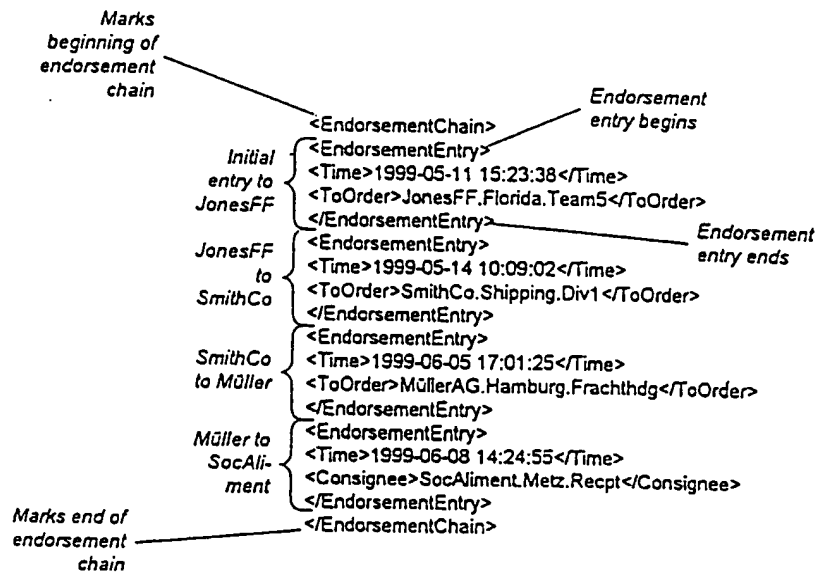 Marks
beginning of
endorsement
chain
Endorsement
entry begins
<EndorsementChain>
<EndorsementEntry>
<Time>1999-05-11 15:23:38</Time>
<ToOrder>JonesFF.Florida.Team5</ToOrder>
</EndorsementEntry>
Initial
entry to
JonesFF
Endorsement
entry ends
<EndorsementEntry>
<Time>1999-05-14 10:09:02</Time>
<ToOrder>SmithCo.Shipping.Div1</ToOrder>
</EndorsementEntry>
JonesFF
to
SmithCo
<EndorsementEntry>
<Time>1999-06-05 17:01:25</Time>
<ToOrder>MüllerAG.Hamburg.Frachthdg</ToOrder>
</EndorsementEntry>
SmithCo
to Müller
<EndorsementEntry>
<Time>1999-06-08 14:24:55</Time>
<Consignee>SocAliment.Metz.Recpt</Consignee>
</EndorsementEntry>
Müller to
SocAli-
ment
</EndorsementChain>
Marks end of
endorsement
chain